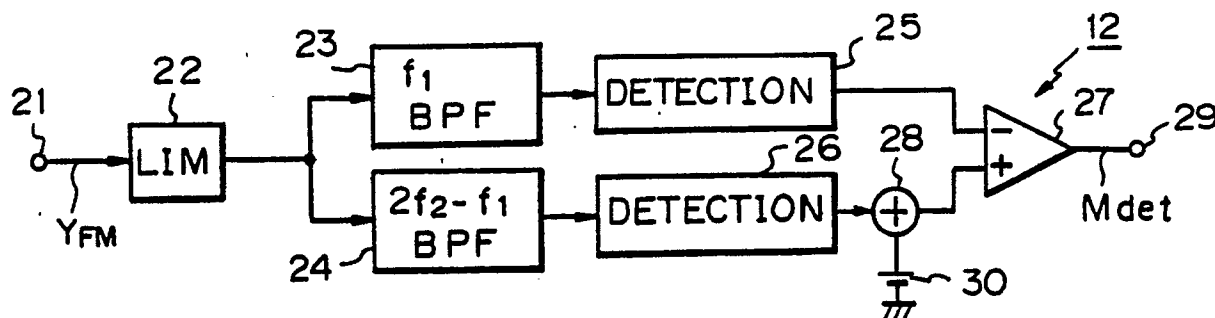 12
23
25
22
f1
BPF
DETECTION
27
29
21
LIM
−
+
26
28
YFM
2f2-f1
BPF
DETECTION
+
Mdet
24
30